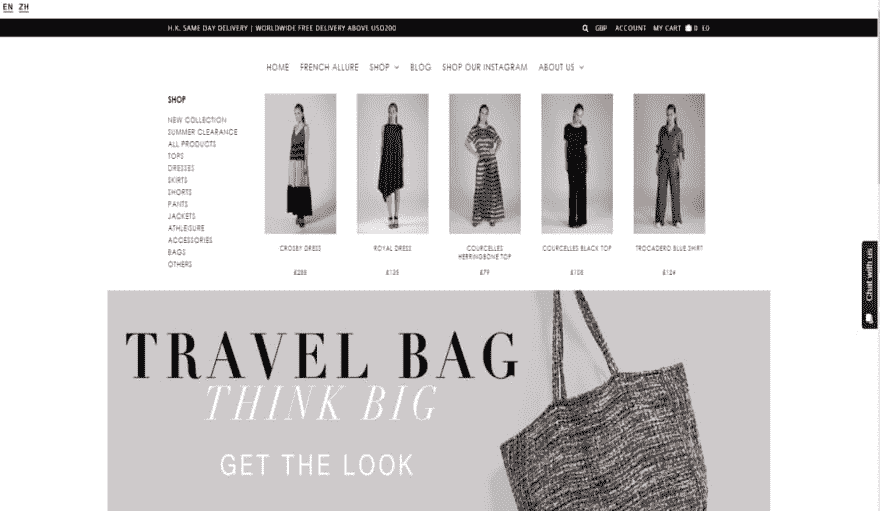 EN ZH
H.K. SAME DAY DELIVERY | WORLDWIDE FREE DELIVERY ABOVE USD200
GBP ACCOUNT MY CART 0 £0
HOME FRENCH ALLURE SHOP BLOG SHOP OUR INSTAGRAM ABOUT US
SHOP
NEW COLLECTION
SUMMER CLEARANCE
ALL PRODUCTS
TOPS
DRESSES
SKIRTS
SHORTS
PANTS
JACKETS
ATHLEISURE
ACCESSORIES
BAGS
OTHERS
CROSBY DRESS
£288
ROYAL DRESS
£135
COURCELLES
HERRINGBONE TOP
£79
COURCELLES BLACK TOP
£108
TROCADERO BLUE SHIRT
£124
Chat with us
TRAVEL BAG
THINK BIG
GET THE LOOK